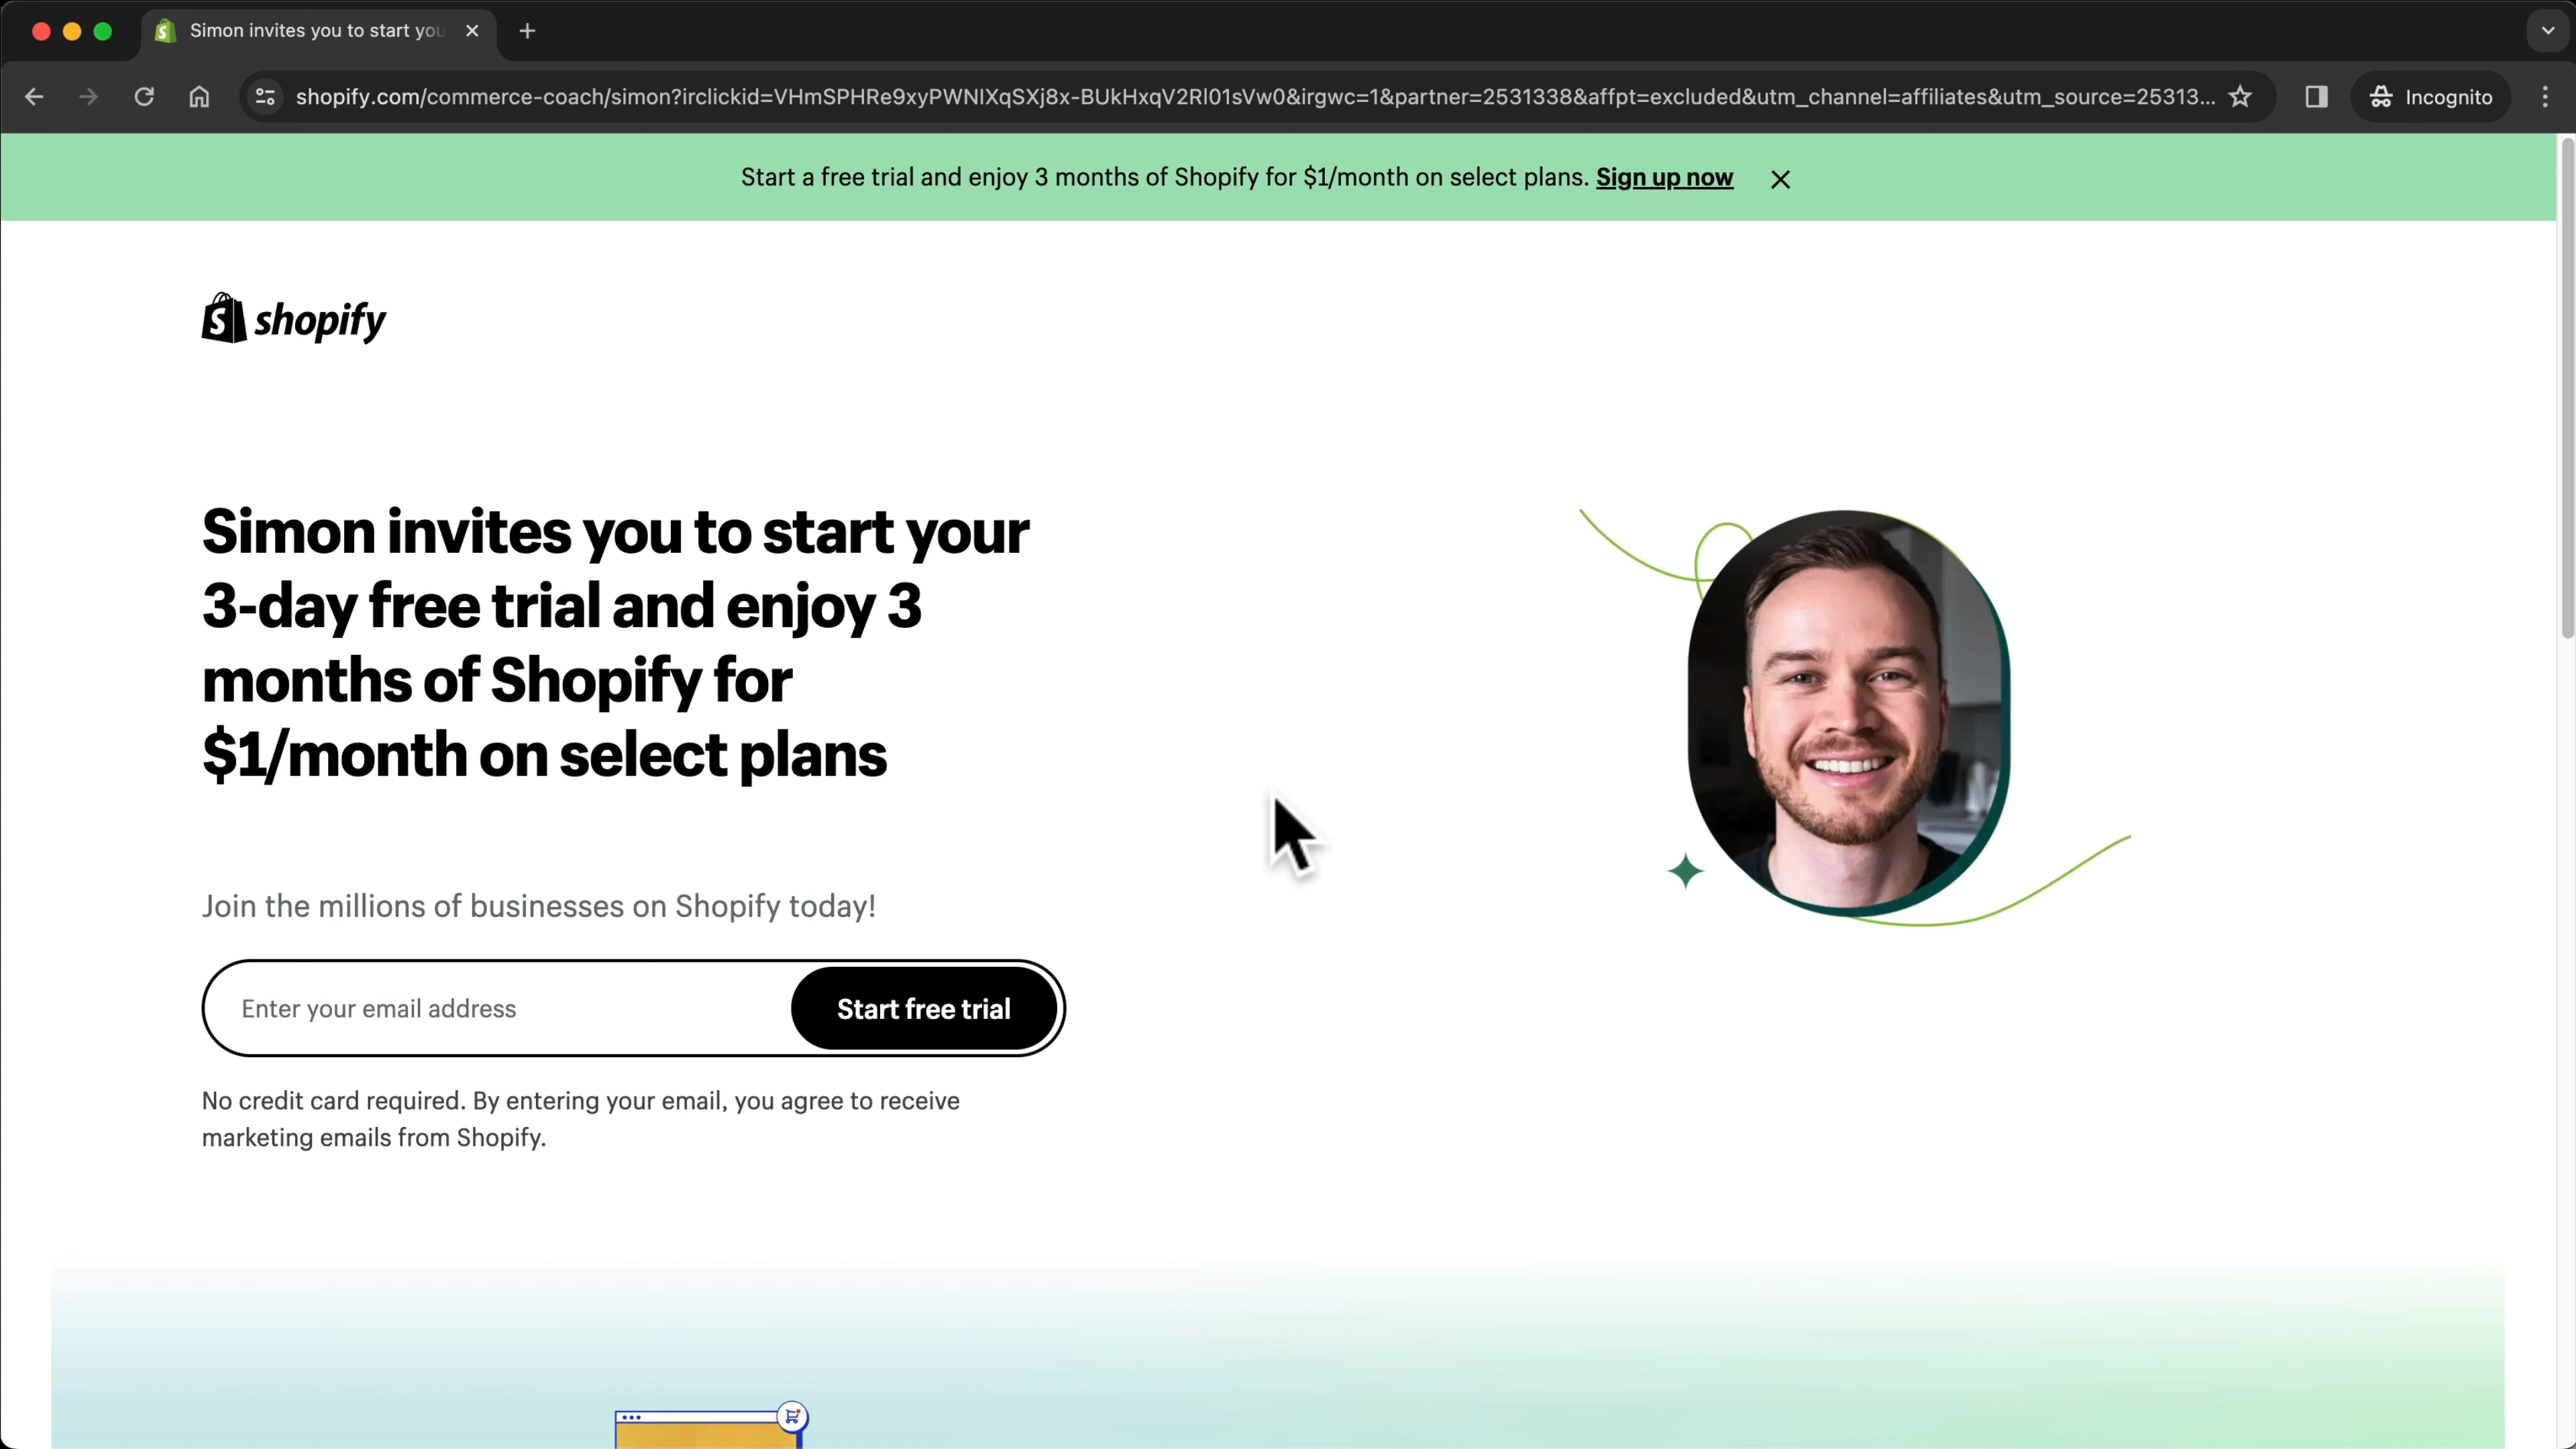 Simon invites you to start you
shopify.com/commerce-coach/simon?irclickid=VHmSPHRe9xyPWNIXqSXj8x-BUkHxqV2Rl01sVw0&irgwc=1&partner=2531338&affpt=excluded&utm_channel=affiliates&utm_source=25313...
Incognito
Start a free trial and enjoy 3 months of Shopify for $1/month on select plans. Sign up now
shopify
Simon invites you to start your
3-day free trial and enjoy 3
months of Shopify for
$1/month on select plans
Join the millions of businesses on Shopify today!
Enter your email address
Start free trial
No credit card required. By entering your email, you agree to receive
marketing emails from Shopify.